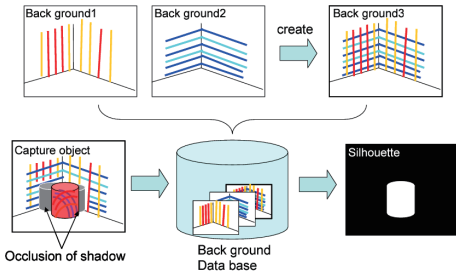 Back ground1
Back ground2
create
Back ground3
Capture object
Silhouette
Occlusion of shadow
Back ground
Data base